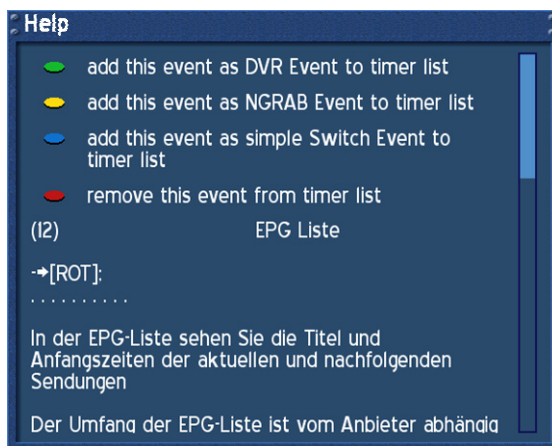 Help
add this event as DVR Event to timer list
add this event as NGRAB Event to timer list
add this event as simple Switch Event to
timer list
remove this event from timer list
(12) EPG Liste
-➔[ROT]:
. . . . . . . . . .
In der EPG-Liste sehen Sie die Titel und
Anfangszeiten der aktuellen und nachfolgenden
Sendungen
Der Umfang der EPG-Liste ist vom Anbieter abhängig